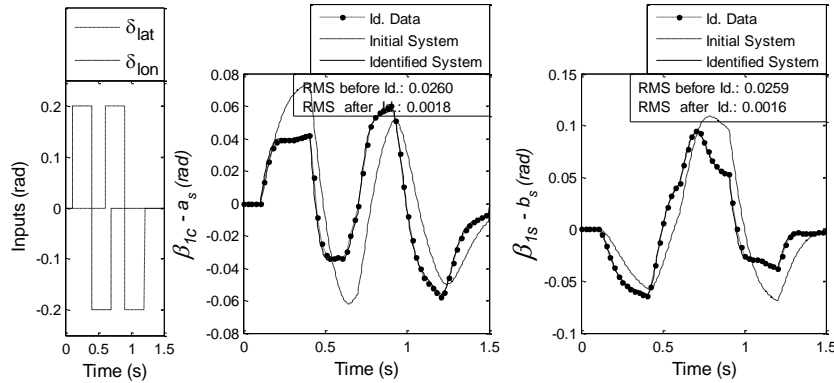 δlat
δlon
Inputs (rad)
0.2
0.1
0
-0.1
-0.2
0
0.5
1
1.5
Time (s)
Id. Data
Initial System
Identified System
RMS before Id.: 0.0260
RMS after Id.: 0.0018
β1c - as (rad)
0.08
0.06
0.04
0.02
0
-0.02
-0.04
-0.06
-0.08
0
0.5
1
1.5
Time (s)
Id. Data
Initial System
Identified System
RMS before Id.: 0.0259
RMS after Id.: 0.0016
β1s - bs (rad)
0.15
0.1
0.05
0
-0.05
-0.1
0
0.5
1
1.5
Time (s)